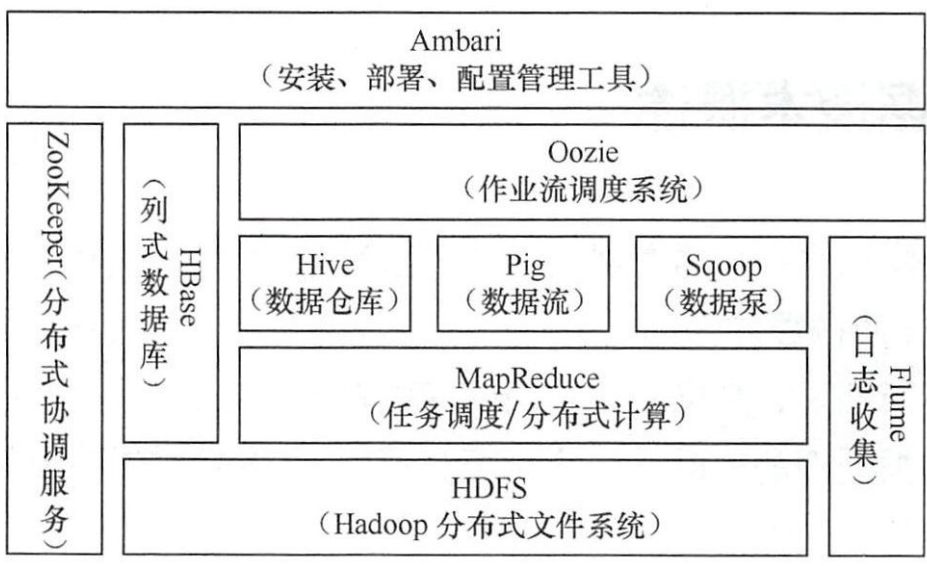 Ambari
（安装、部署、配置管理工具）
ZooKeeper（分布式协调服务）
HBase
（列式数据库）
Oozie
（作业流调度系统）
Hive
（数据仓库）
Pig
（数据流）
Sqoop
（数据泵）
Flume
（日志收集）
MapReduce
（任务调度/分布式计算）
HDFS
（Hadoop 分布式文件系统）